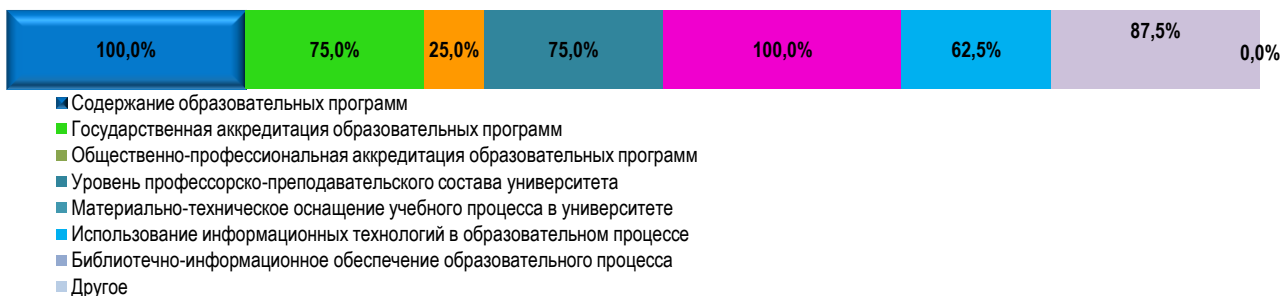 100,0% 75,0% 25,0% 75,0% 100,0% 62,5% 87,5% 0,0%
Содержание образовательных программ
Государственная аккредитация образовательных программ
Общественно-профессиональная аккредитация образовательных программ
Уровень профессорско-преподавательского состава университета
Материально-техническое оснащение учебного процесса в университете
Использование информационных технологий в образовательном процессе
Библиотечно-информационное обеспечение образовательного процесса
Другое